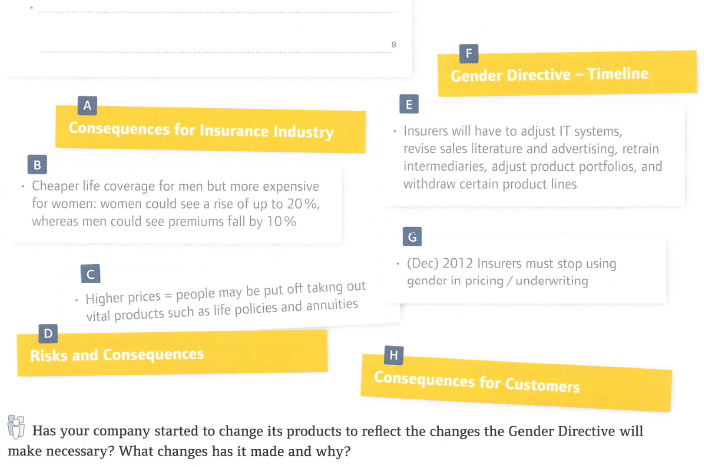 8
F
Gender Directive – Timeline
A
Consequences for Insurance Industry
E
• Insurers will have to adjust IT systems,
revise sales literature and advertising, retrain
intermediaries, adjust product portfolios, and
withdraw certain product lines
B
• Cheaper life coverage for men but more expensive
for women: women could see a rise of up to 20%,
whereas men could see premiums fall by 10%
G
• (Dec) 2012 Insurers must stop using
gender in pricing / underwriting
C
• Higher prices = people may be put off taking out
vital products such as life policies and annuities
D
Risks and Consequences
H
Consequences for Customers
Has your company started to change its products to reflect the changes the Gender Directive will
make necessary? What changes has it made and why?